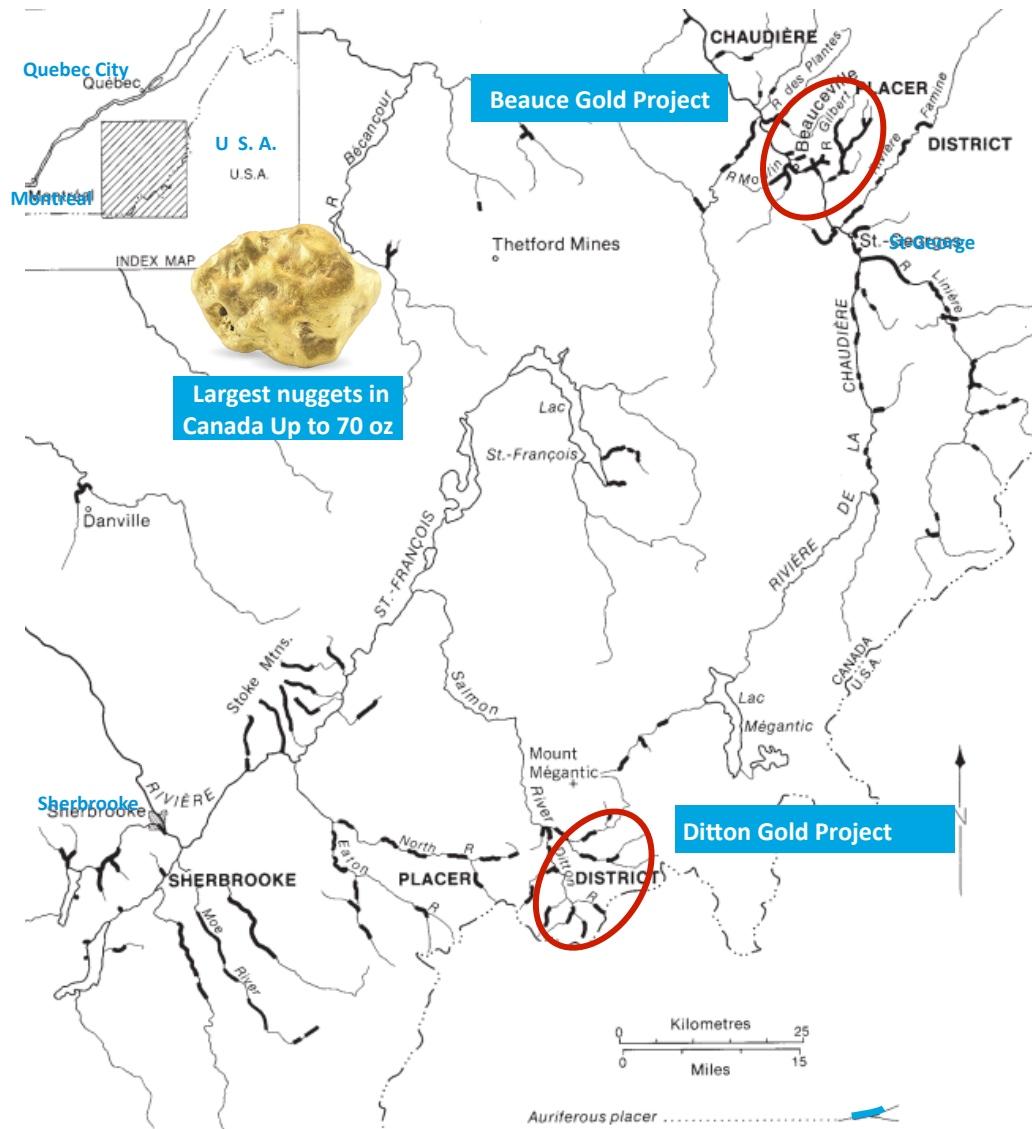 Quebec City
Québec
U S. A.
U.S.A.
Montreal
Montréal
INDEX MAP
Beauce Gold Project
CHAUDIÈRE
PLACER
DISTRICT
R des Plantes
Beauceville
R Gilbert
Rivière Famine
R Moulin
St.-Georges
St-George
R Linière
R Bécancour
Thetford Mines
Largest nuggets in
Canada Up to 70 oz
Lac
St.-François
Danville
RIVIÈRE DE LA CHAUDIÈRE
RIVIÈRE ST.-FRANÇOIS
Stoke Mtns.
Salmon River
CANADA
U.S.A.
Lac
Mégantic
Mount
Mégantic
Sherbrooke
Sherbrooke
Ditton Gold Project
North R
Eaton R
Ditton R
SHERBROOKE PLACER DISTRICT
Moe River
N
Kilometres
0 25
0 15
Miles
Auriferous placer